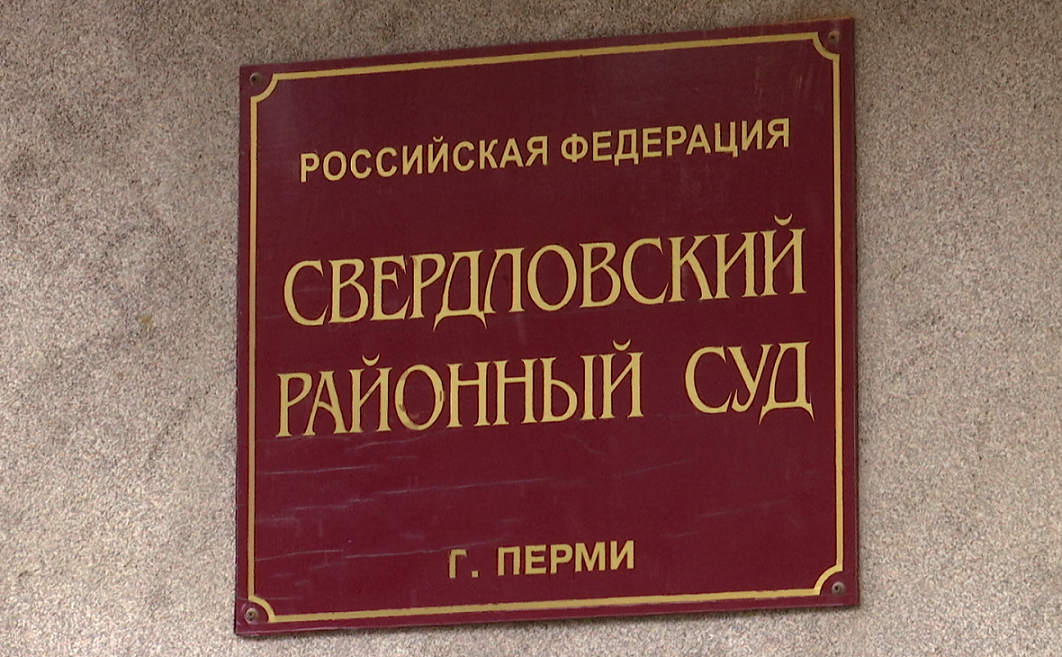 РОССИЙСКАЯ ФЕДЕРАЦИЯ
СВЕРДЛОВСКИЙ
РАЙОННЫЙ СУД
Г. ПЕРМИ